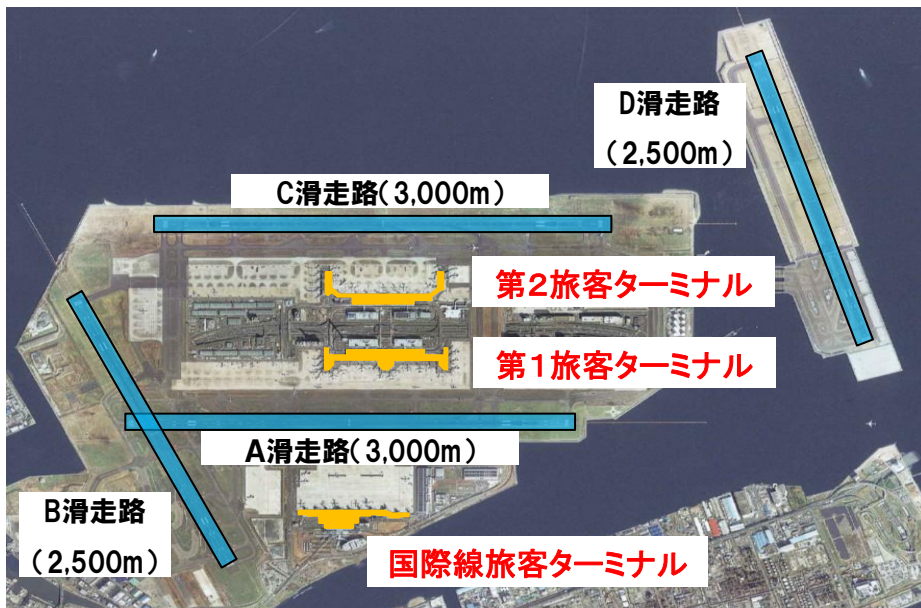 D滑走路
（2,500m）
C滑走路（3,000m）
第２旅客ターミナル
第１旅客ターミナル
A滑走路（3,000m）
B滑走路
（2,500m）
国際線旅客ターミナル